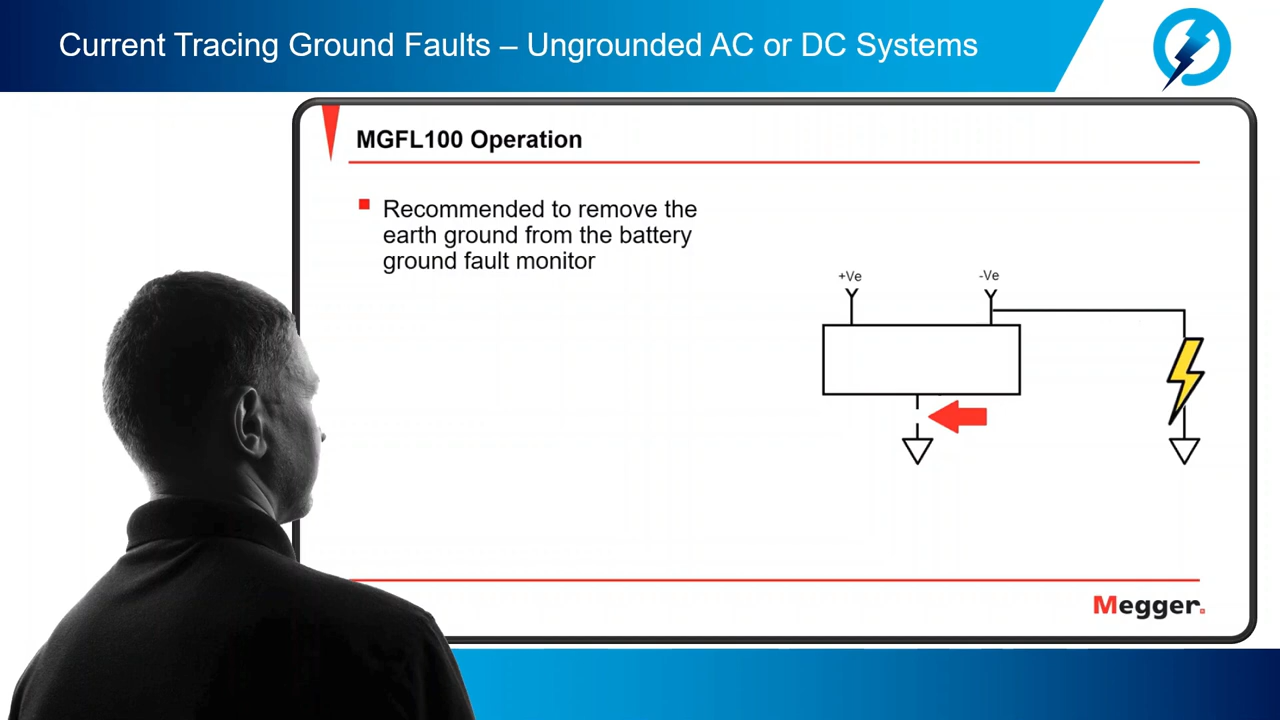 Current Tracing Ground Faults – Ungrounded AC or DC Systems
MGFL100 Operation
Recommended to remove the
earth ground from the battery
ground fault monitor
+Ve
-Ve
Megger.